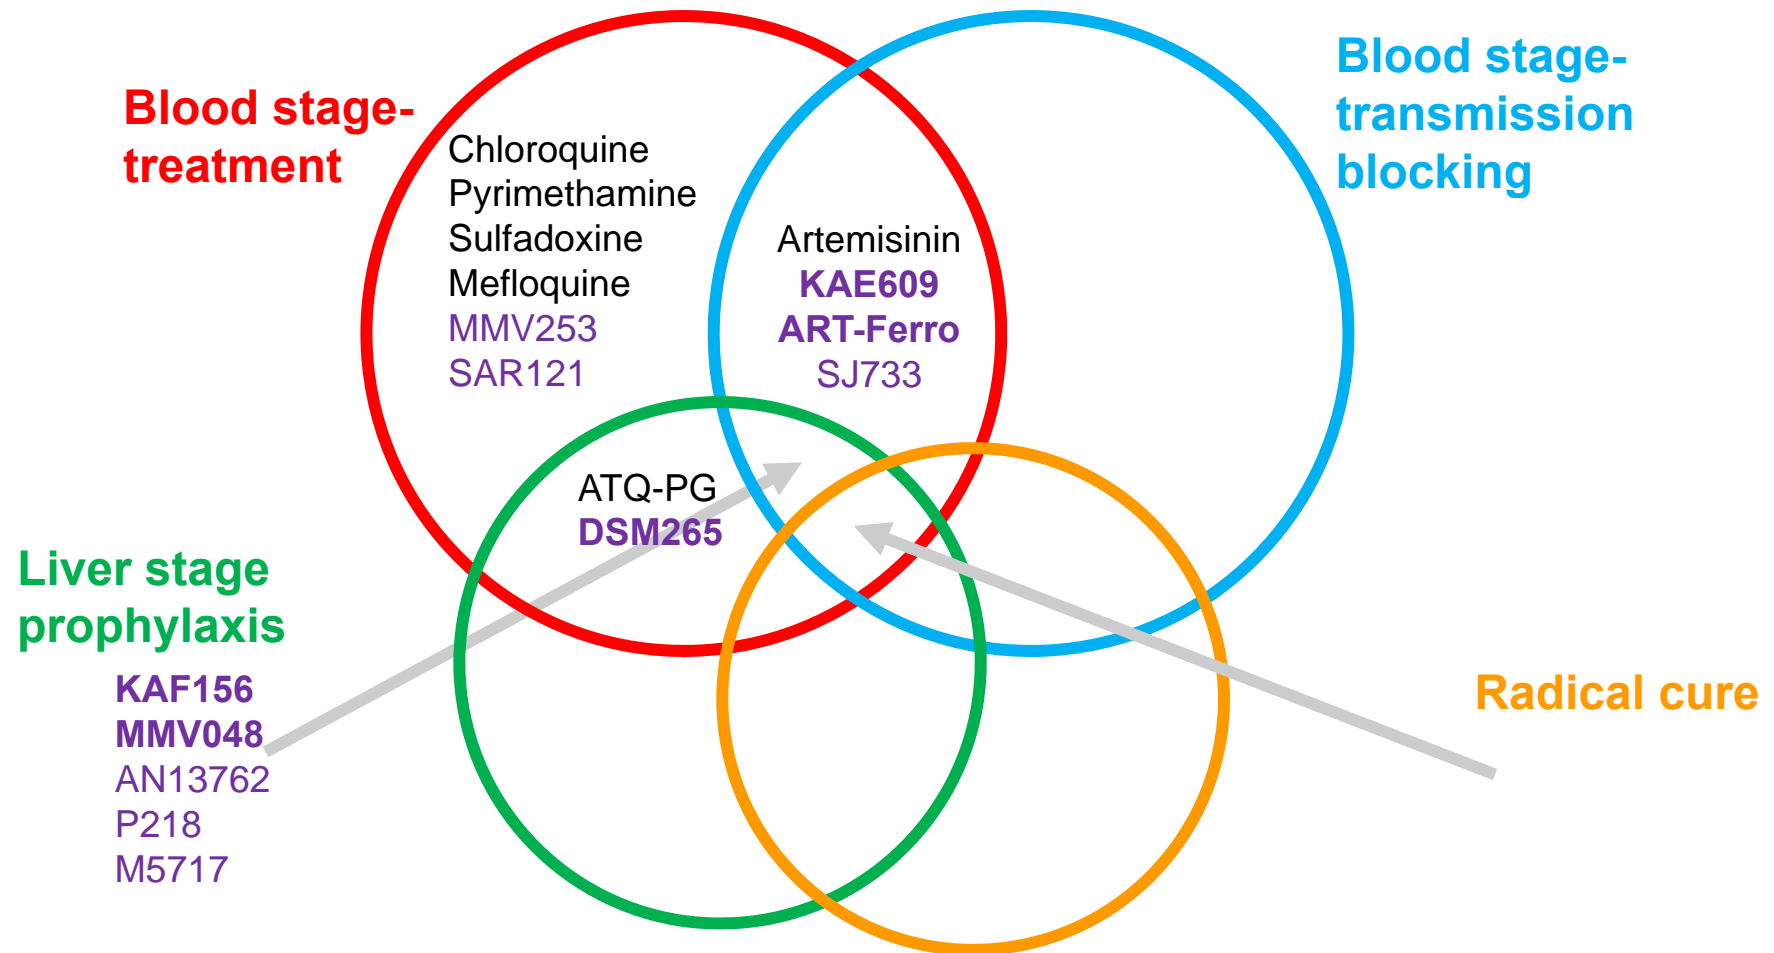 Blood stage-
treatment
Blood stage-
transmission
blocking
Chloroquine
Pyrimethamine
Sulfadoxine
Mefloquine
MMV253
SAR121
Artemisinin
KAE609
ART-Ferro
SJ733
ATQ-PG
DSM265
Liver stage
prophylaxis
KAF156
MMV048
AN13762
P218
M5717
Radical cure